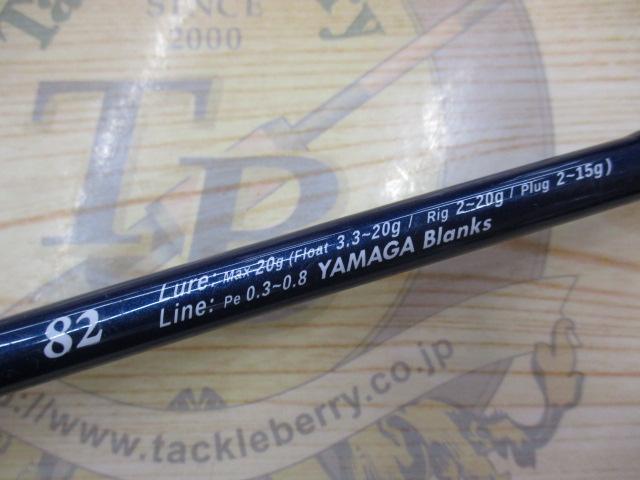 SINCE
2000
TP
82
Lure: Max 20g (Float 3.3~20g / Rig 2~20g / Plug 2~15g)
Line: Pe 0.3~0.8 YAMAGA Blanks
://www.tackleberry.co.jp